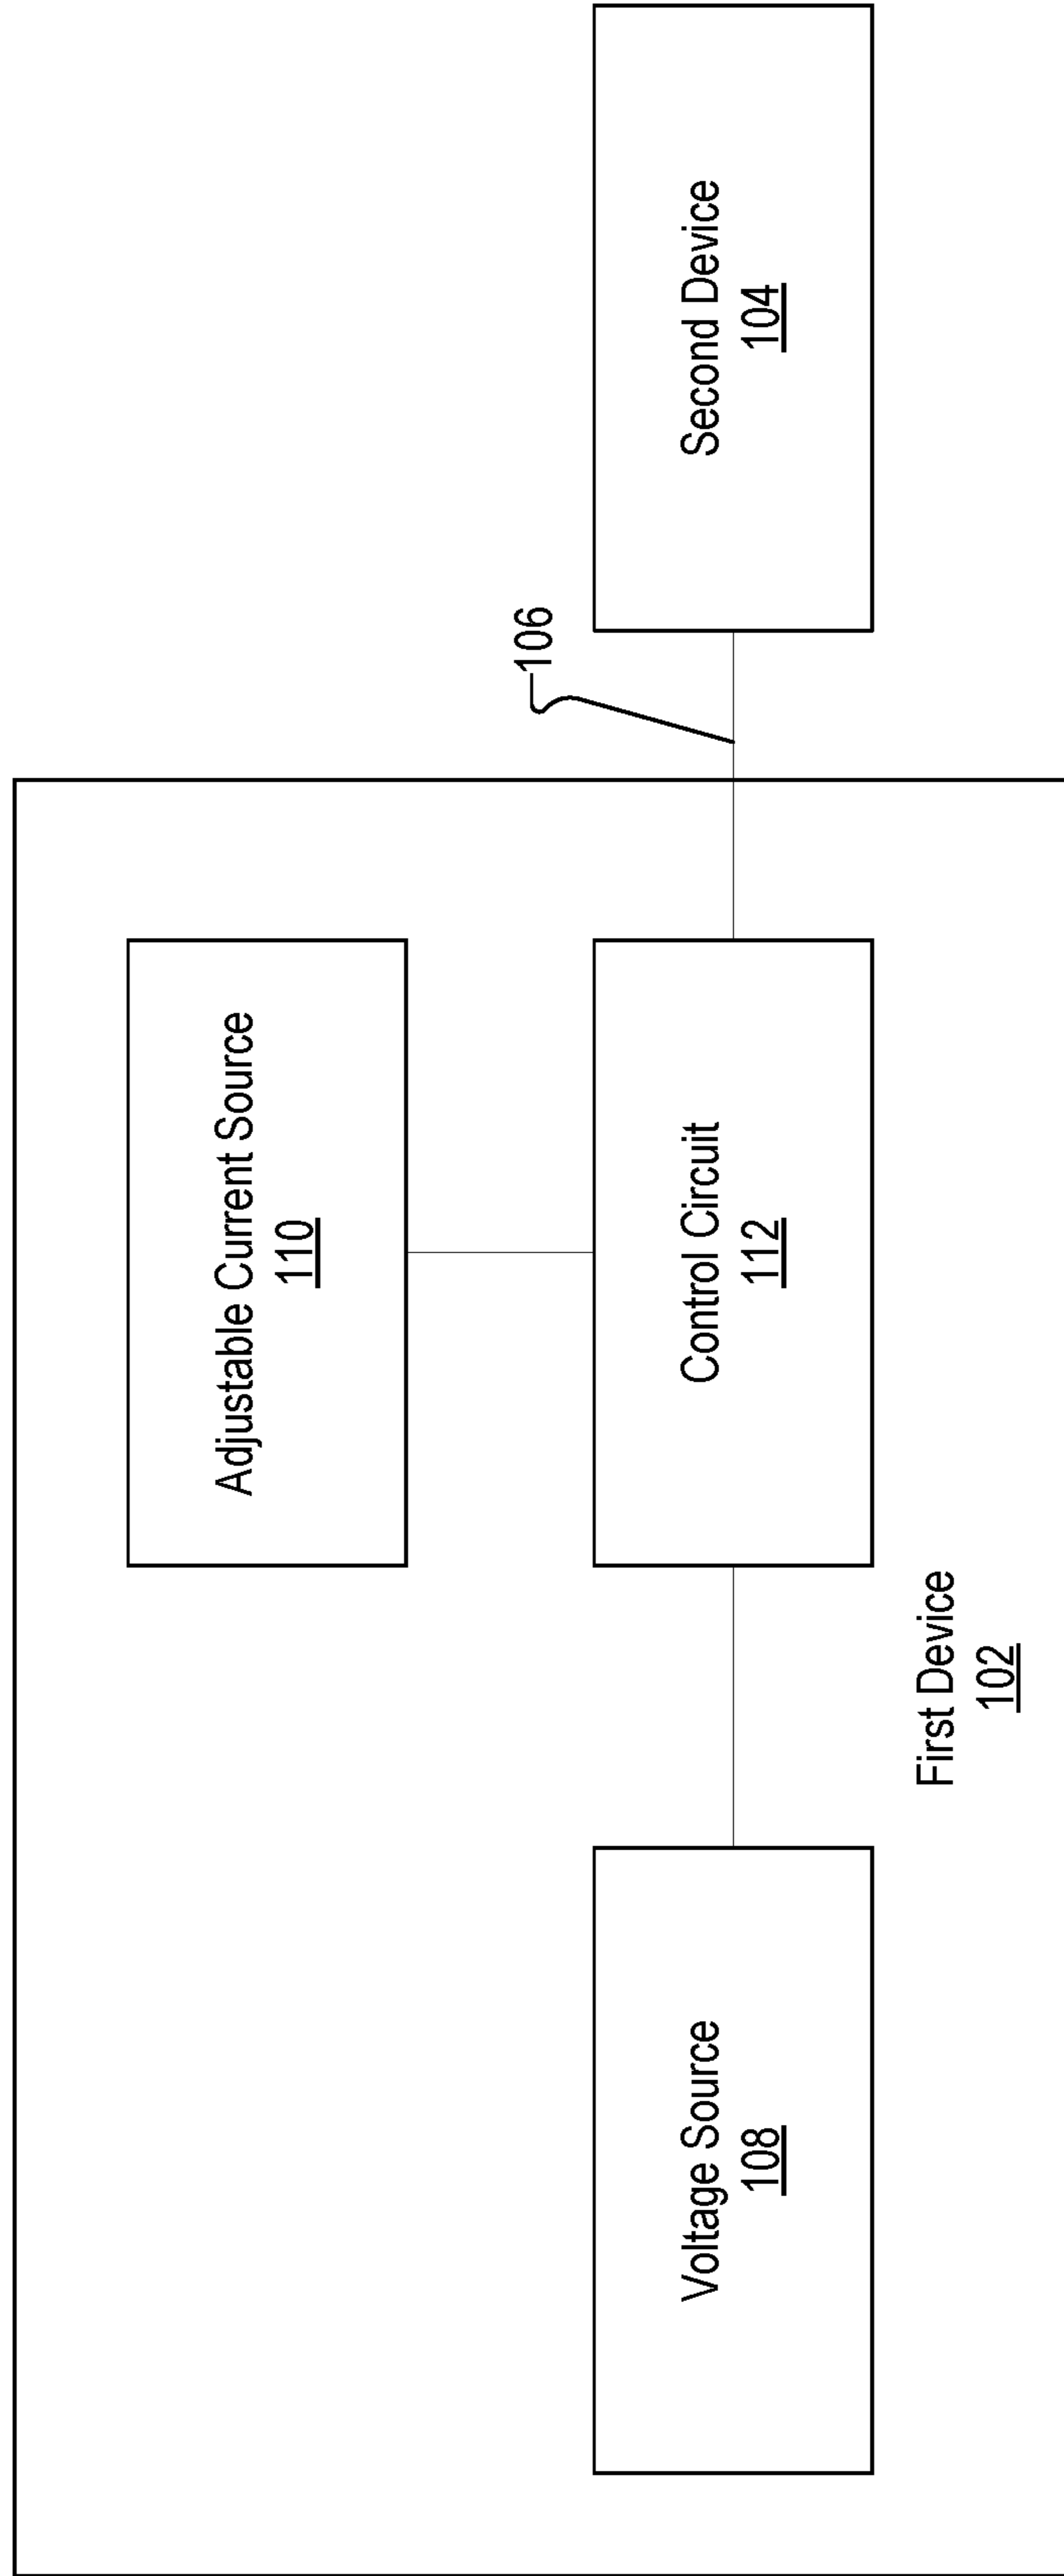 Adjustable Current Source
110
106
Voltage Source
108
Control Circuit
112
Second Device
104
First Device
102